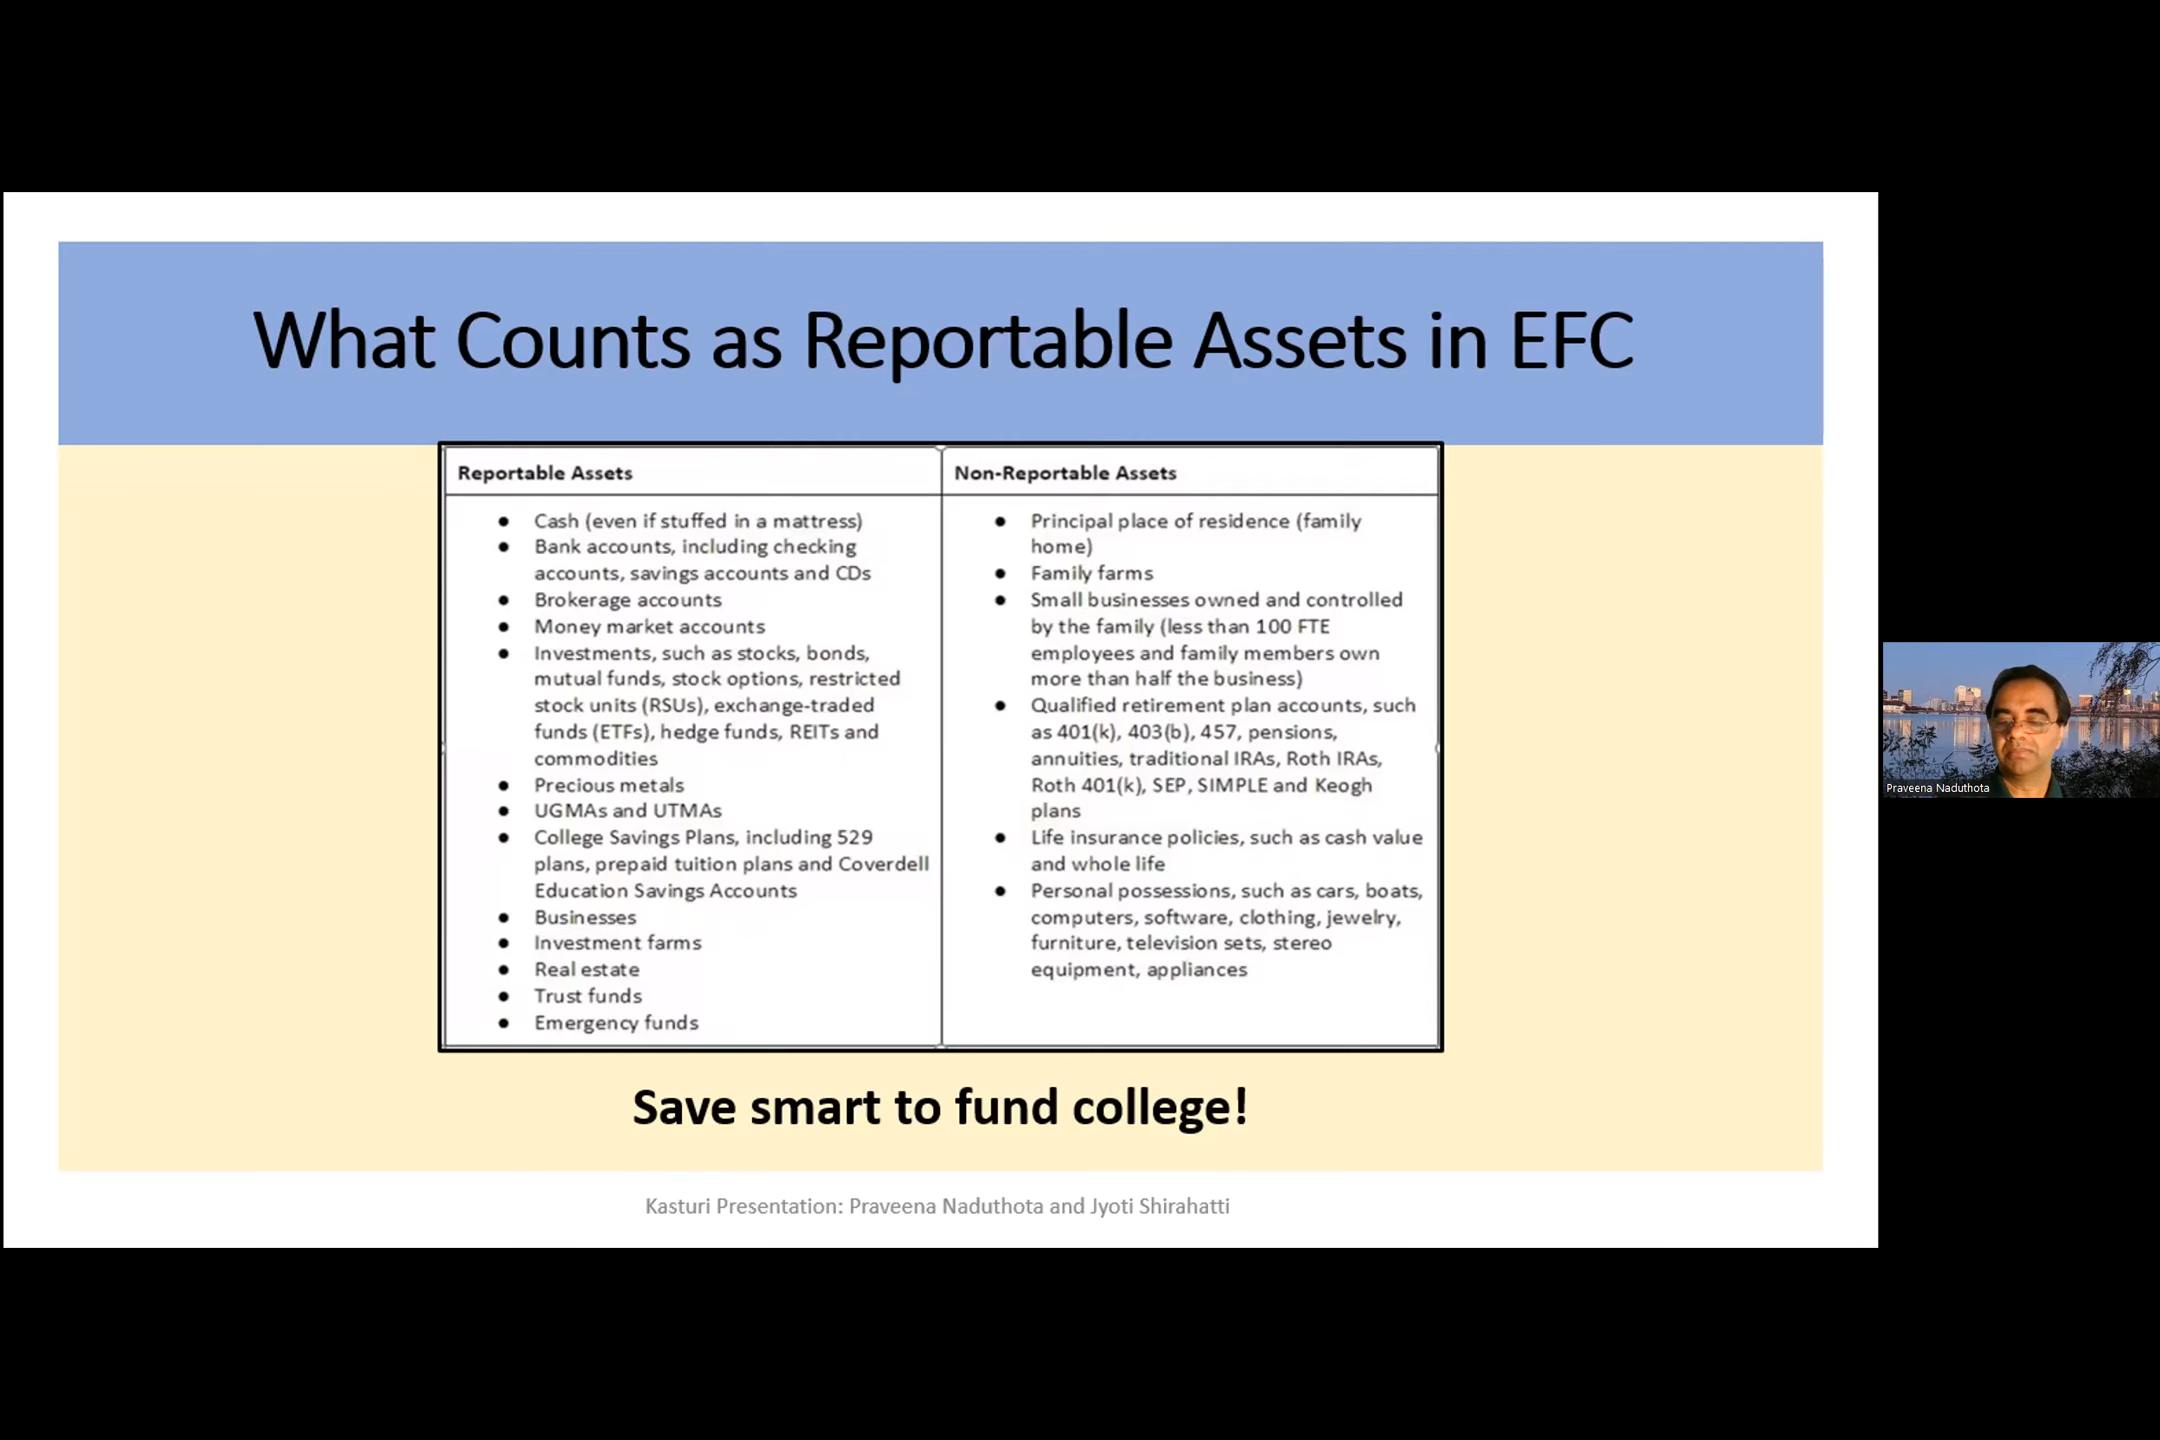 What Counts as Reportable Assets in EFC
Reportable Assets
● Cash (even if stuffed in a mattress)
● Bank accounts, including checking
accounts, savings accounts and CDs
● Brokerage accounts
● Money market accounts
● Investments, such as stocks, bonds,
mutual funds, stock options, restricted
stock units (RSUs), exchange-traded
funds (ETFs), hedge funds, REITs and
commodities
● Precious metals
● UGMAs and UTMAs
● College Savings Plans, including 529
plans, prepaid tuition plans and Coverdell
Education Savings Accounts
● Businesses
● Investment farms
● Real estate
● Trust funds
● Emergency funds
Non-Reportable Assets
● Principal place of residence (family
home)
● Family farms
● Small businesses owned and controlled
by the family (less than 100 FTE
employees and family members own
more than half the business)
● Qualified retirement plan accounts, such
as 401(k), 403(b), 457, pensions,
annuities, traditional IRAs, Roth IRAs,
Roth 401(k), SEP, SIMPLE and Keogh
plans
● Life insurance policies, such as cash value
and whole life
● Personal possessions, such as cars, boats,
computers, software, clothing, jewelry,
furniture, television sets, stereo
equipment, appliances
Save smart to fund college!
Kasturi Presentation: Praveena Naduthota and Jyoti Shirahatti
Praveena Naduthota